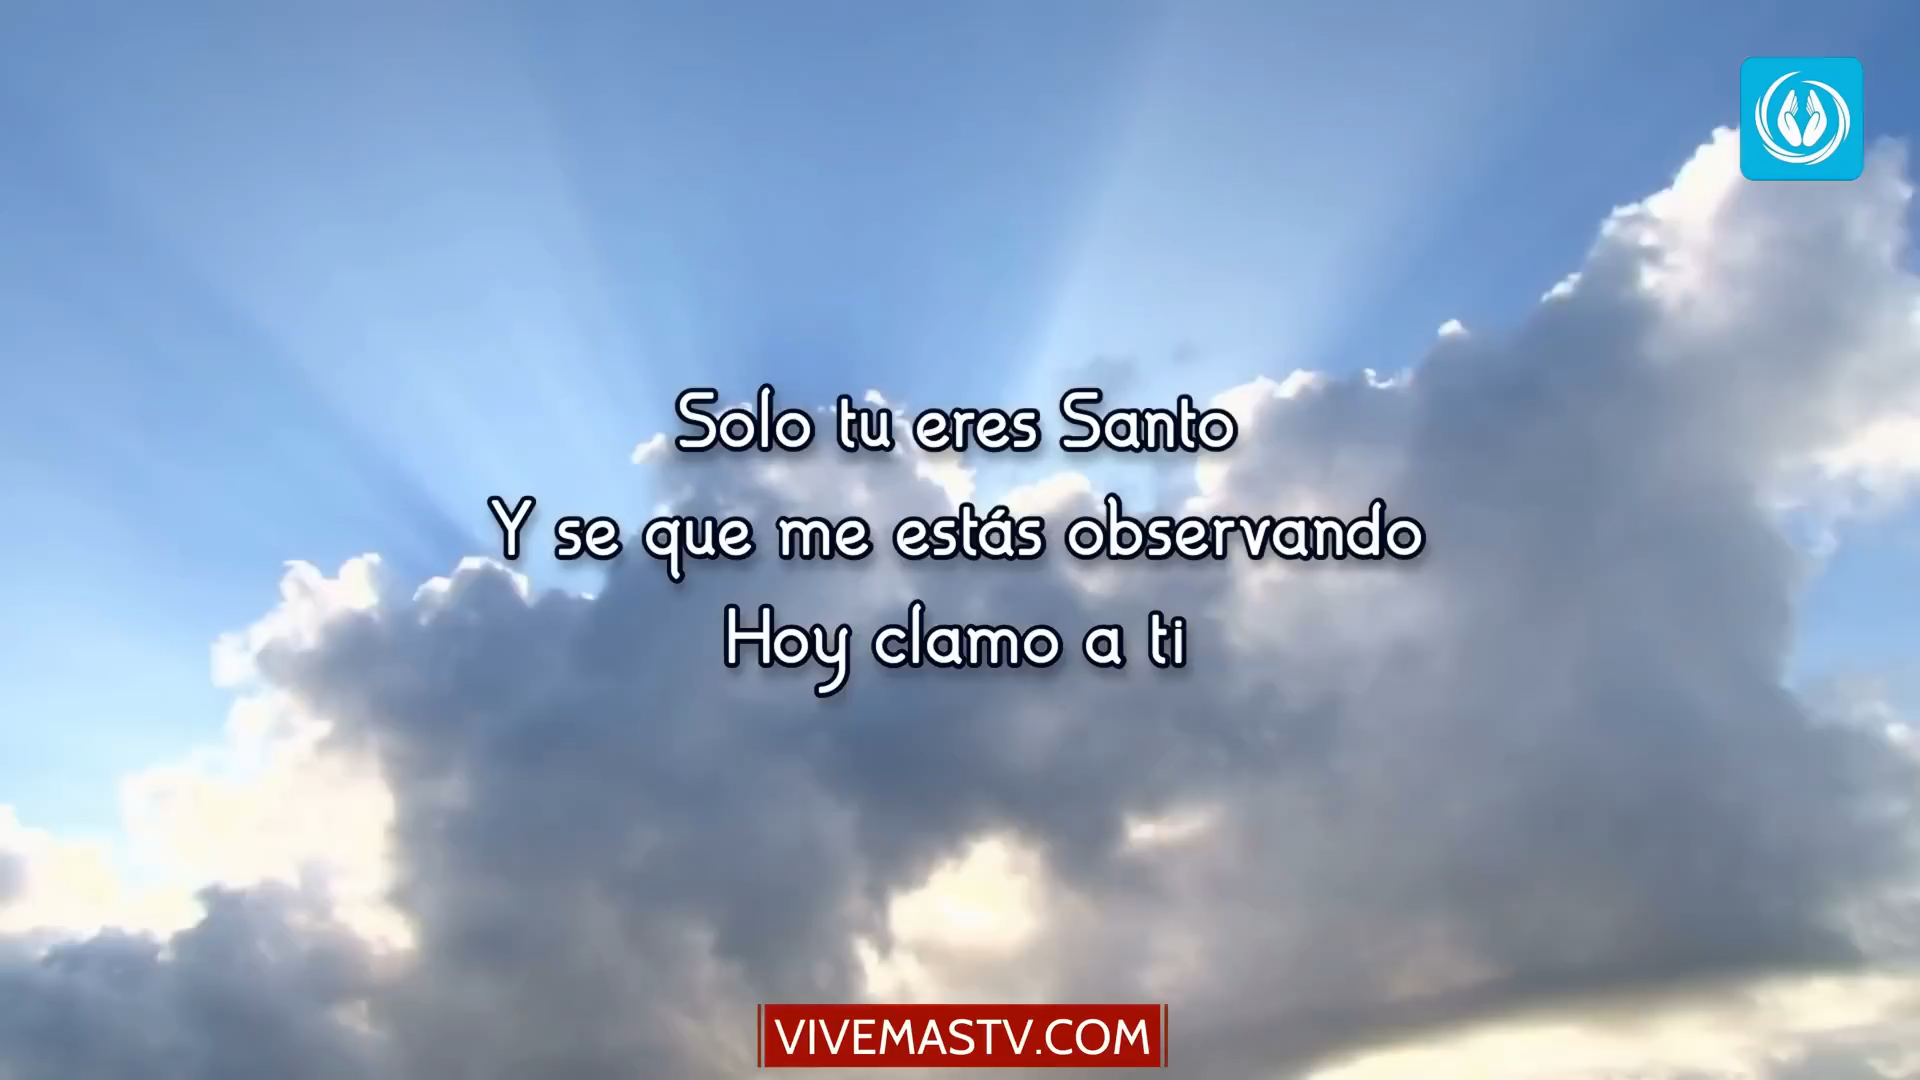 Solo tu eres Santo
Y se que me estás observando
Hoy clamo a ti
VIVEMASTV.COM